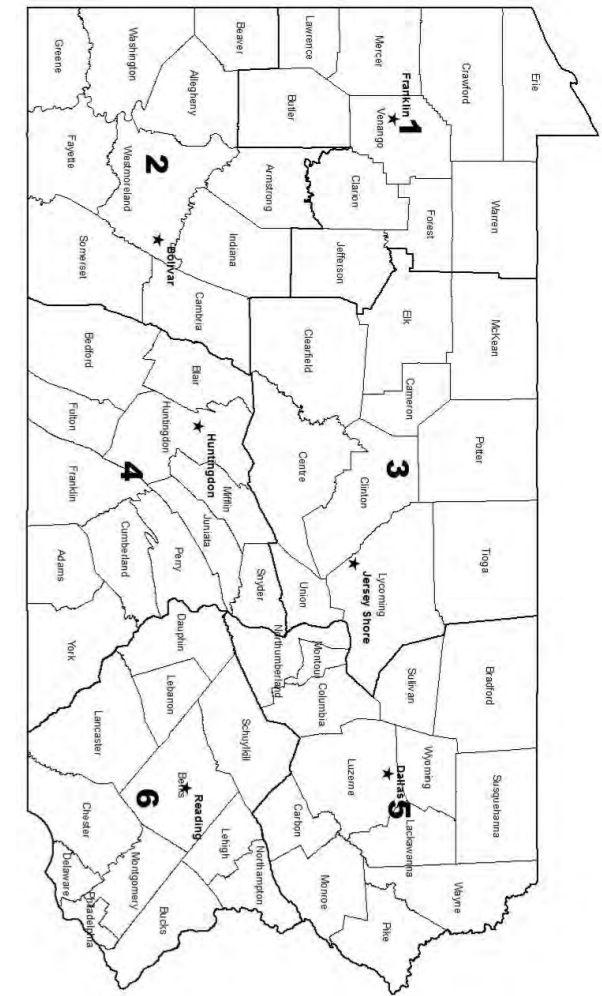 Erie
Warren
McKean
Potter
Tioga
Bradford
Susquehanna
Wayne
Crawford
Forest
Elk
Cameron
Clinton
3
Lycoming
Jersey Shore
Sullivan
Wyoming
Lackawanna
Dallas
5
Pike
Mercer
Franklin
1
Venango
Clarion
Jefferson
Clearfield
Centre
Union
Montour
Columbia
Luzerne
Monroe
Lawrence
Butler
Armstrong
Indiana
Northumberland
Carbon
Beaver
Cambria
Blair
Huntingdon
Huntingdon
Mifflin
Juniata
Snyder
Schuylkill
Northampton
Lehigh
Allegheny
2
Westmoreland
Bolivar
4
Perry
Dauphin
Lebanon
Berks
Reading
6
Bucks
Montgomery
Washington
Cumberland
Lancaster
Chester
Philadelphia
Delaware
Greene
Fayette
Somerset
Bedford
Fulton
Franklin
Adams
York